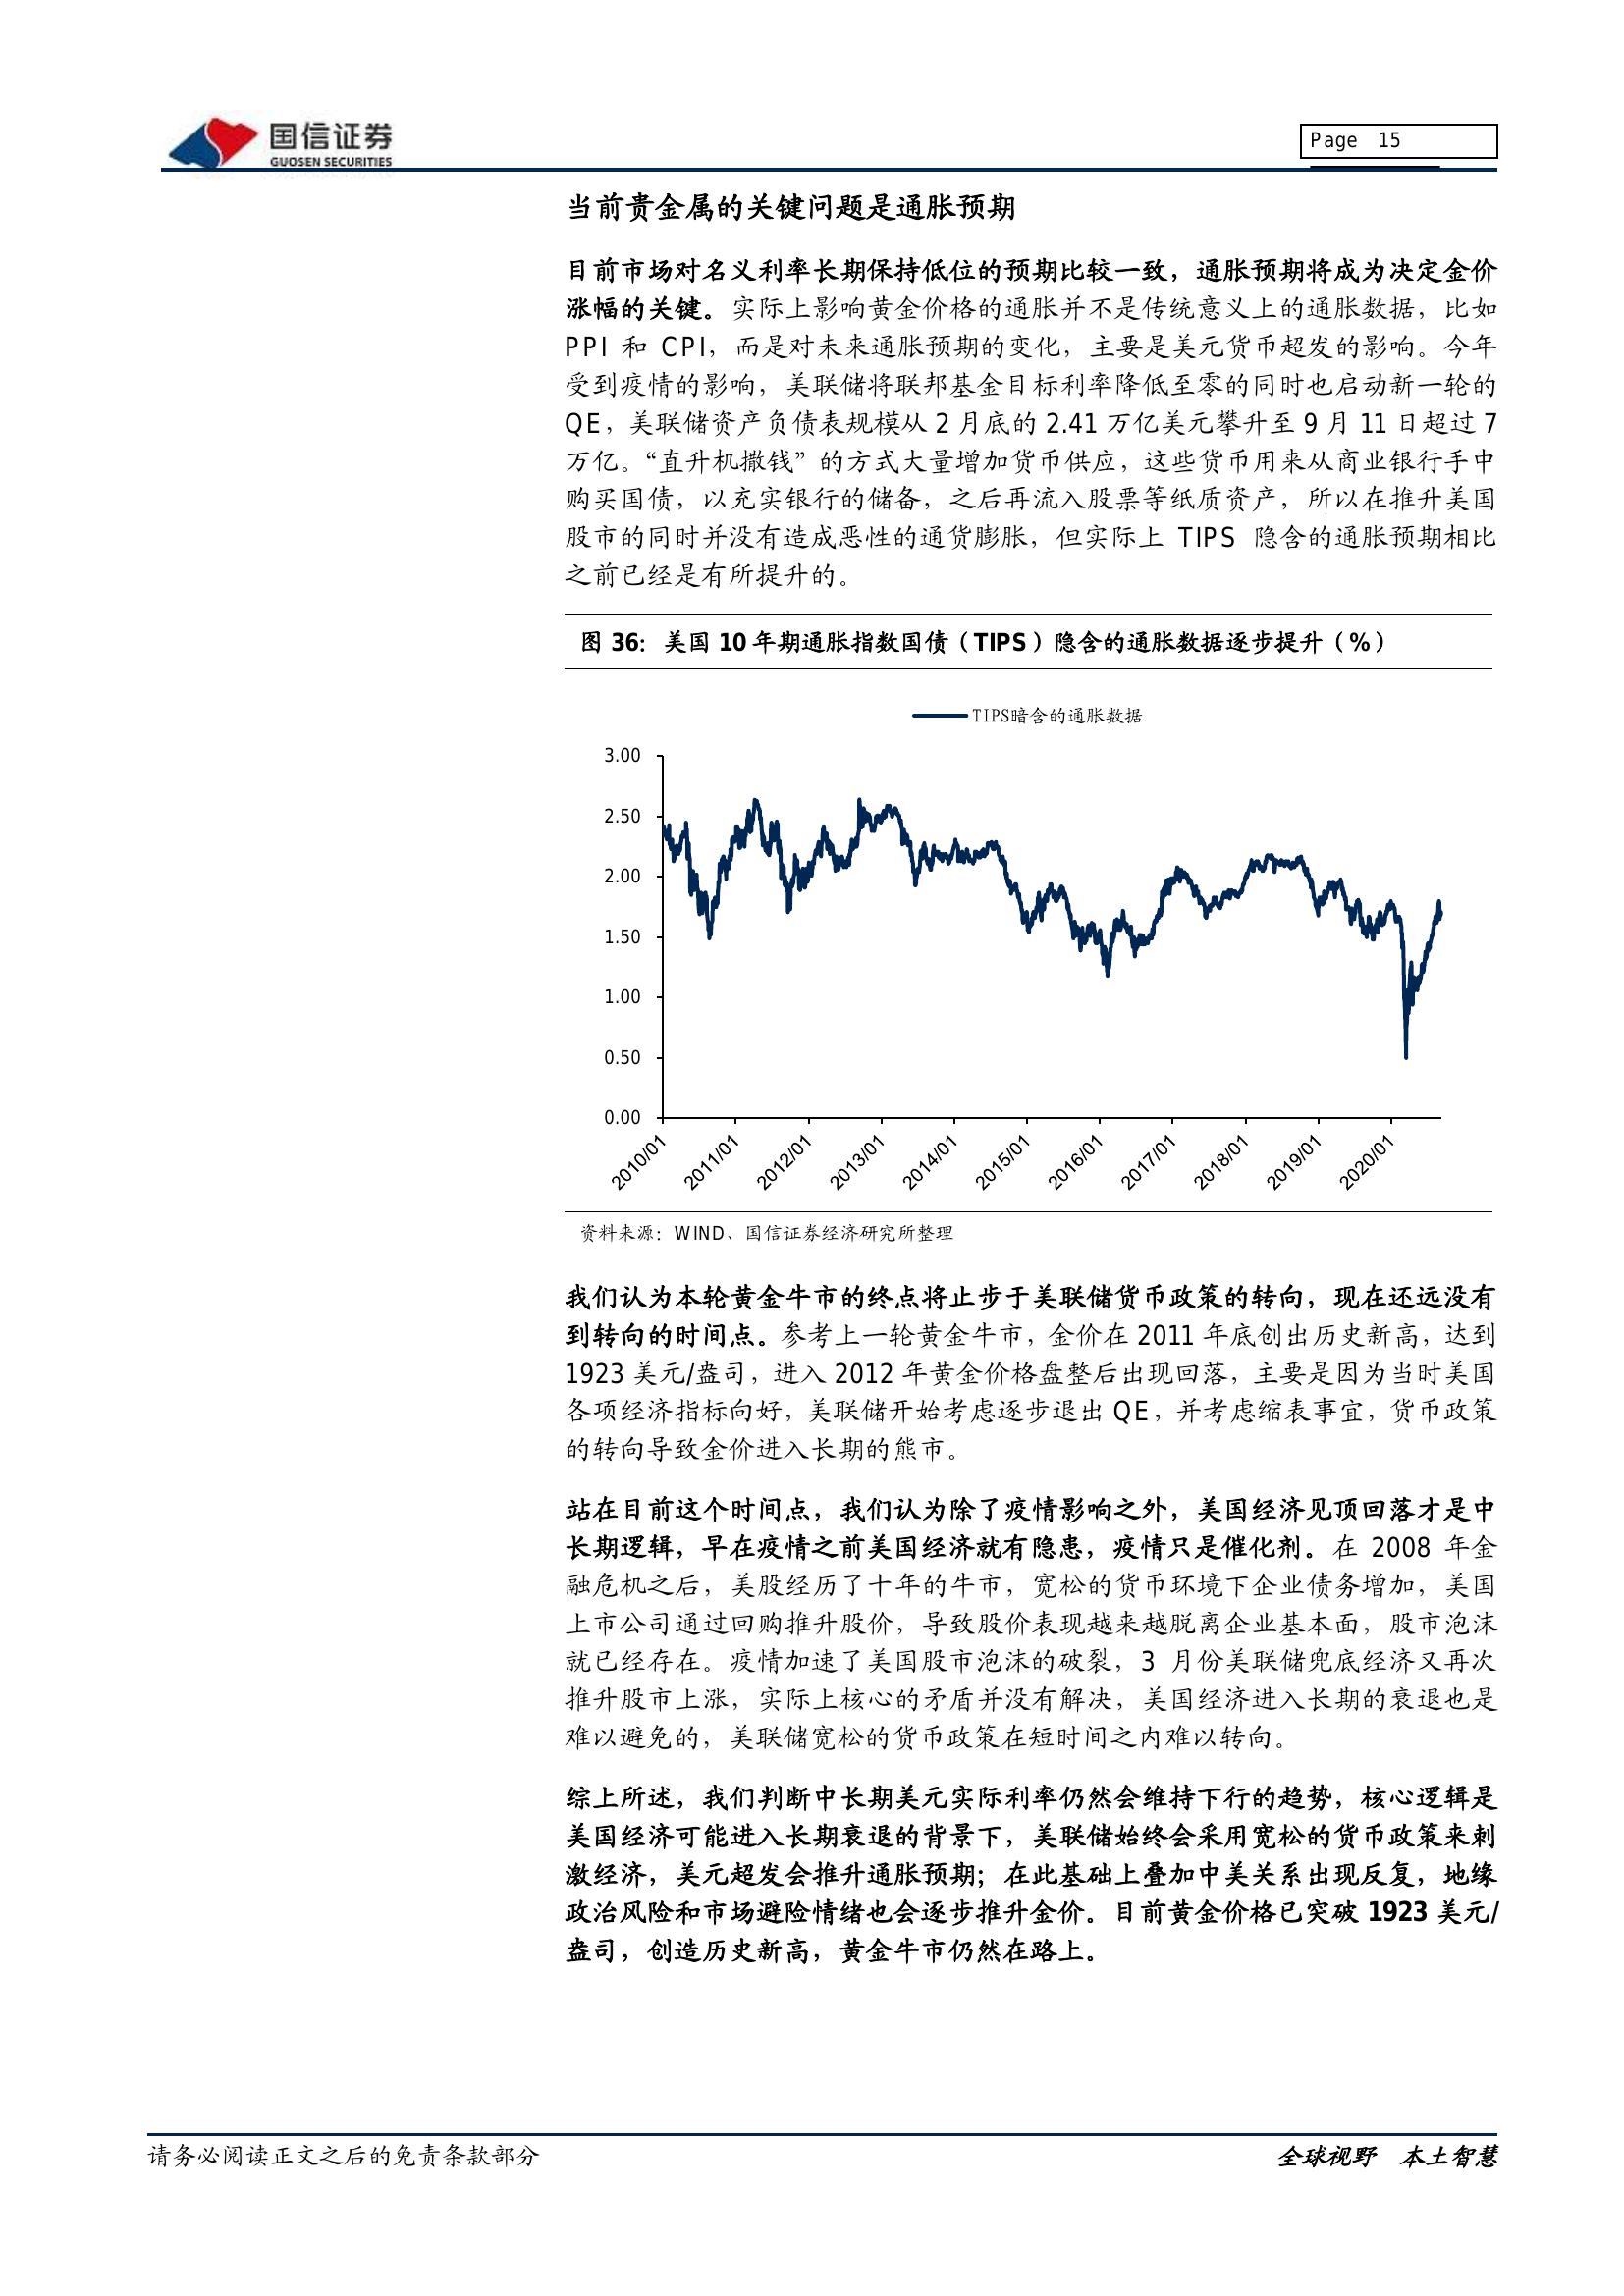 国信证券
GUOSEN SECURITIES
Page 15
当前贵金属的关键问题是通胀预期
目前市场对名义利率长期保持低位的预期比较一致，通胀预期将成为决定金价
涨幅的关键。实际上影响黄金价格的通胀并不是传统意义上的通胀数据，比如
PPI 和 CPI，而是对未来通胀预期的变化，主要是美元货币超发的影响。今年
受到疫情的影响，美联储将联邦基金目标利率降低至零的同时也启动新一轮的
QE，美联储资产负债表规模从 2 月底的 2.41 万亿美元攀升至 9 月 11 日超过 7
万亿。“直升机撒钱”的方式大量增加货币供应，这些货币用来从商业银行手中
购买国债，以充实银行的储备，之后再流入股票等纸质资产，所以在推升美国
股市的同时并没有造成恶性的通货膨胀，但实际上 TIPS 隐含的通胀预期相比
之前已经是有所提升的。
图 36：美国 10 年期通胀指数国债（TIPS）隐含的通胀数据逐步提升（%）
TIPS暗含的通胀数据
3.00
2.50
2.00
1.50
1.00
0.50
0.00
2010/01 2011/01 2012/01 2013/01 2014/01 2015/01 2016/01 2017/01 2018/01 2019/01 2020/01
资料来源：WIND、国信证券经济研究所整理
我们认为本轮黄金牛市的终点将止步于美联储货币政策的转向，现在还远没有
到转向的时间点。参考上一轮黄金牛市，金价在 2011 年底创出历史新高，达到
1923 美元/盎司，进入 2012 年黄金价格盘整后出现回落，主要是因为当时美国
各项经济指标向好，美联储开始考虑逐步退出 QE，并考虑缩表事宜，货币政策
的转向导致金价进入长期的熊市。
站在目前这个时间点，我们认为除了疫情影响之外，美国经济见顶回落才是中
长期逻辑，早在疫情之前美国经济就有隐患，疫情只是催化剂。在 2008 年金
融危机之后，美股经历了十年的牛市，宽松的货币环境下企业债务增加，美国
上市公司通过回购推升股价，导致股价表现越来越脱离企业基本面，股市泡沫
就已经存在。疫情加速了美国股市泡沫的破裂，3 月份美联储兜底经济又再次
推升股市上涨，实际上核心的矛盾并没有解决，美国经济进入长期的衰退也是
难以避免的，美联储宽松的货币政策在短时间之内难以转向。
综上所述，我们判断中长期美元实际利率仍然会维持下行的趋势，核心逻辑是
美国经济可能进入长期衰退的背景下，美联储始终会采用宽松的货币政策来刺
激经济，美元超发会推升通胀预期；在此基础上叠加中美关系出现反复，地缘
政治风险和市场避险情绪也会逐步推升金价。目前黄金价格已突破 1923 美元/
盎司，创造历史新高，黄金牛市仍然在路上。
请务必阅读正文之后的免责条款部分
全球视野 本土智慧